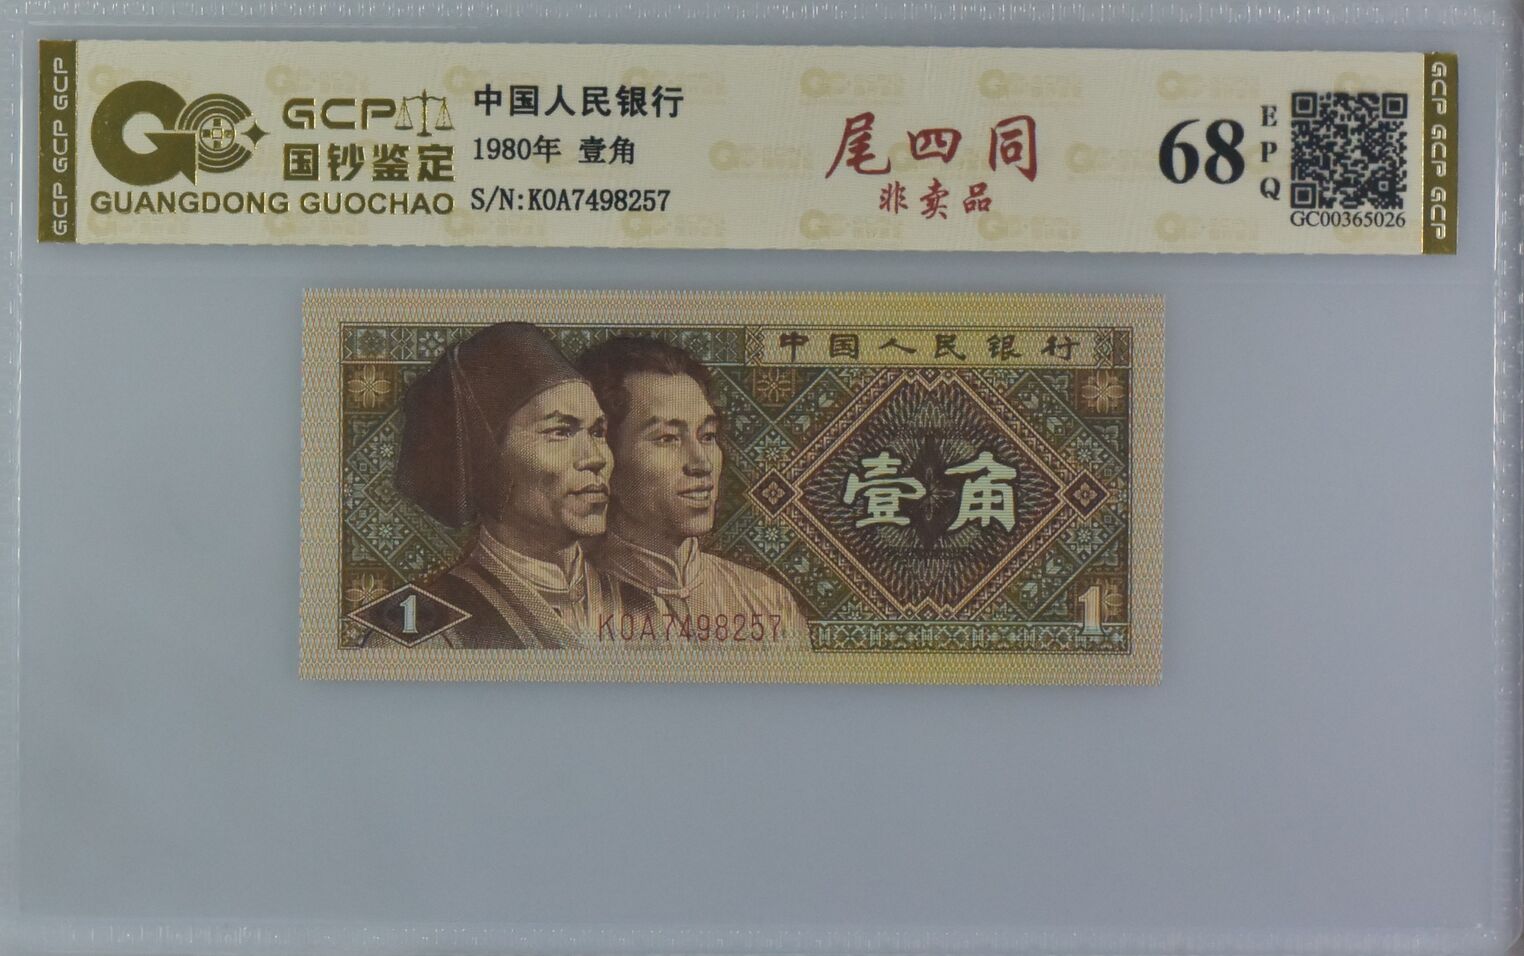 GCP GCP GCP
GCP
国钞鉴定
GUANGDONG GUOCHAO
中国人民银行
1980年 壹角
S/N:K0A7498257
尾四同
非卖品
68
EPQ
GC00365026
GCP GCP GCP
中国人民银行
壹角
1
K0A7498257
1